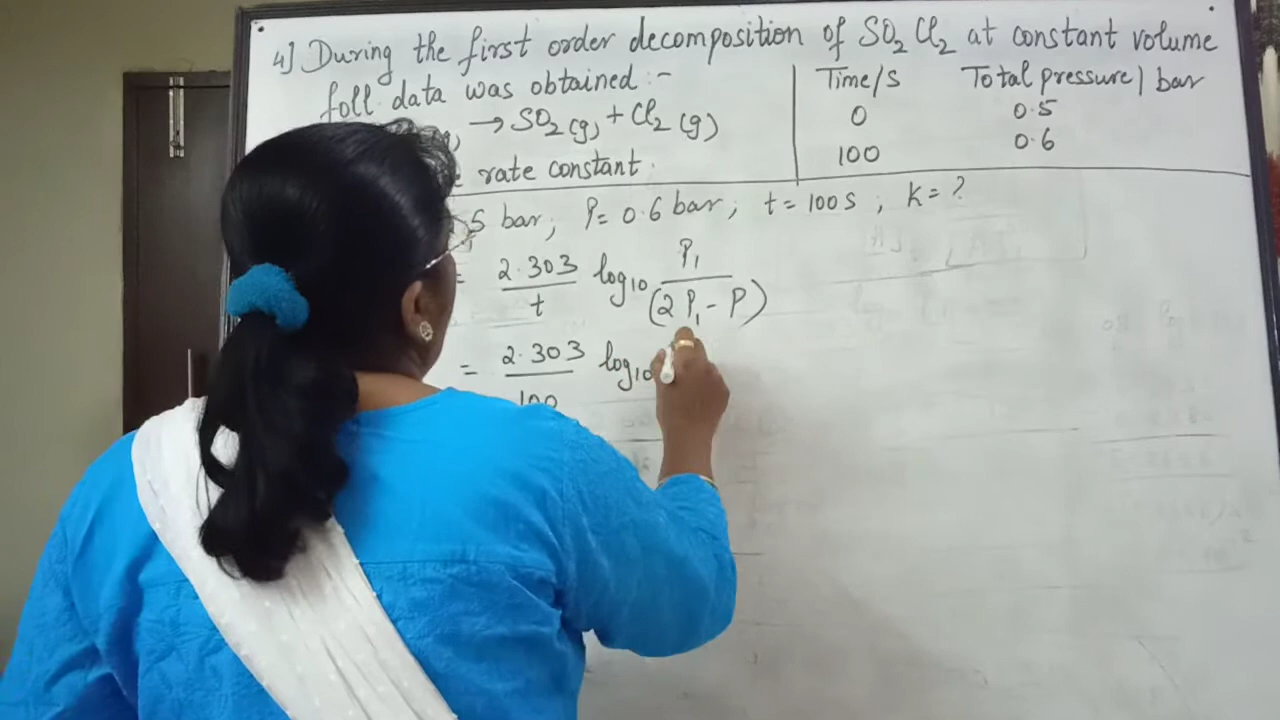 4] During the first order decomposition of SO₂Cl₂ at constant volume
foll data was obtained :-
→ SO₂(g) + Cl₂(g)
rate constant.
Time/s Total pressure/bar
0 0.5
100 0.6
5 bar; P = 0.6 bar; t = 100s ; k = ?
= 2.303/t log₁₀ P₁/(2P₁ - P)
= 2.303/100 log₁₀